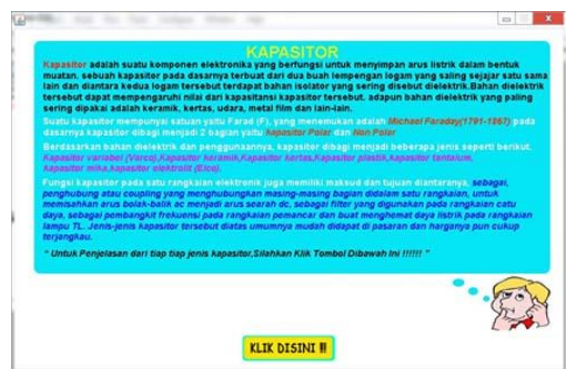 KAPASITOR
Kapasitor adalah suatu komponen elektronika yang berfungsi untuk menyimpan arus listrik dalam bentuk
muatan. sebuah kapasitor pada dasarnya terbuat dari dua buah lempengan logam yang saling sejajar satu sama
lain dan diantara kedua logam tersebut terdapat bahan isolator yang sering disebut dielektrik.Bahan dielektrik
tersebut dapat mempengaruhi nilai dari kapasitansi kapasitor tersebut. adapun bahan dielektrik yang paling
sering dipakai adalah keramik, kertas, udara, metal film dan lain-lain.
Suatu kapasitor mempunyai satuan yaitu Farad (F), yang menemukan adalah Michael Faraday(1791-1867) pada
dasarnya kapasitor dibagi menjadi 2 bagian yaitu kapasitor Polar dan Non Polar
Berdasarkan bahan dielektrik dan penggunaannya, kapasitor dibagi menjadi beberapa jenis seperti berikut.
Kapasitor variabel (Varco),Kapasitor keramik,Kapasitor kertas,Kapasitor plastik,kapasitor tantalum,
kapasitor mika,kapasitor elektrolit (Elco).
Fungsi kapasitor pada satu rangkaian elektronik juga memiliki maksud dan tujuan diantaranya, sebagai,
penghubung atau coupling yang menghubungkan masing-masing bagian didalam satu rangkaian, untuk
memisahkan arus bolak-balik ac menjadi arus searah dc, sebagai filter yang digunakan pada rangkaian catu
daya, sebagai pembangkit frekuensi pada rangkaian pemancar dan buat menghemat daya listrik pada rangkaian
lampu TL. Jenis-jenis kapasitor tersebut diatas umumnya mudah didapat di pasaran dan harganya pun cukup
terjangkau.
" Untuk Penjelasan dari tiap tiap jenis kapasitor,Silahkan Klik Tombol Dibawah Ini !!!!!! "
KLIK DISINI !!!